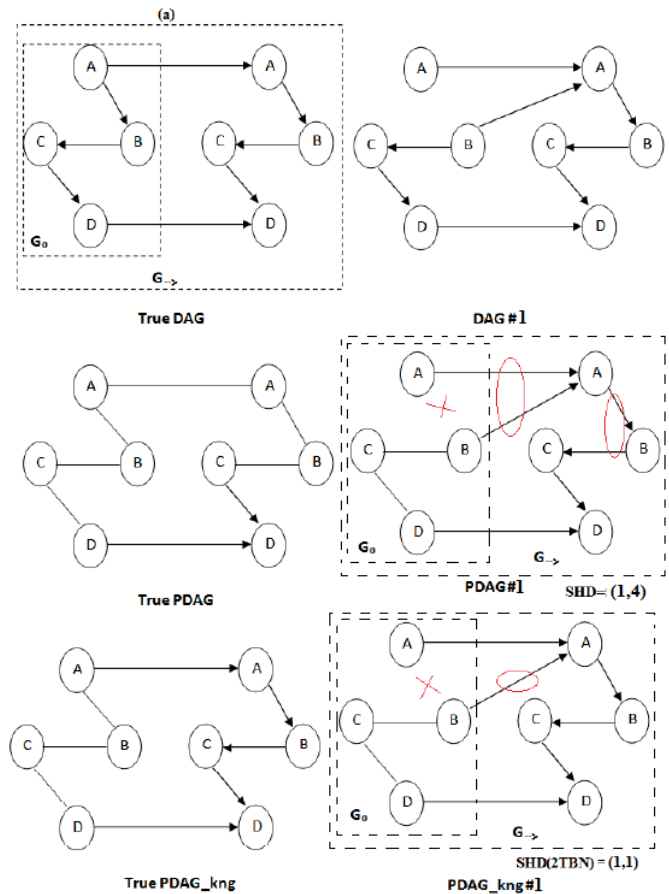 (a)
A A A A
C B C B C B C B
D D D D
G₀
G→
True DAG DAG #1
A A A A
C B C B C B C B
D D D D
G₀ G→
True PDAG PDAG#1 SHD= (1,4)
A A A A
C B C B C B C B
D D D D
G₀ G→
SHD(2TBN) = (1,1)
True PDAG_kng PDAG_kng #1